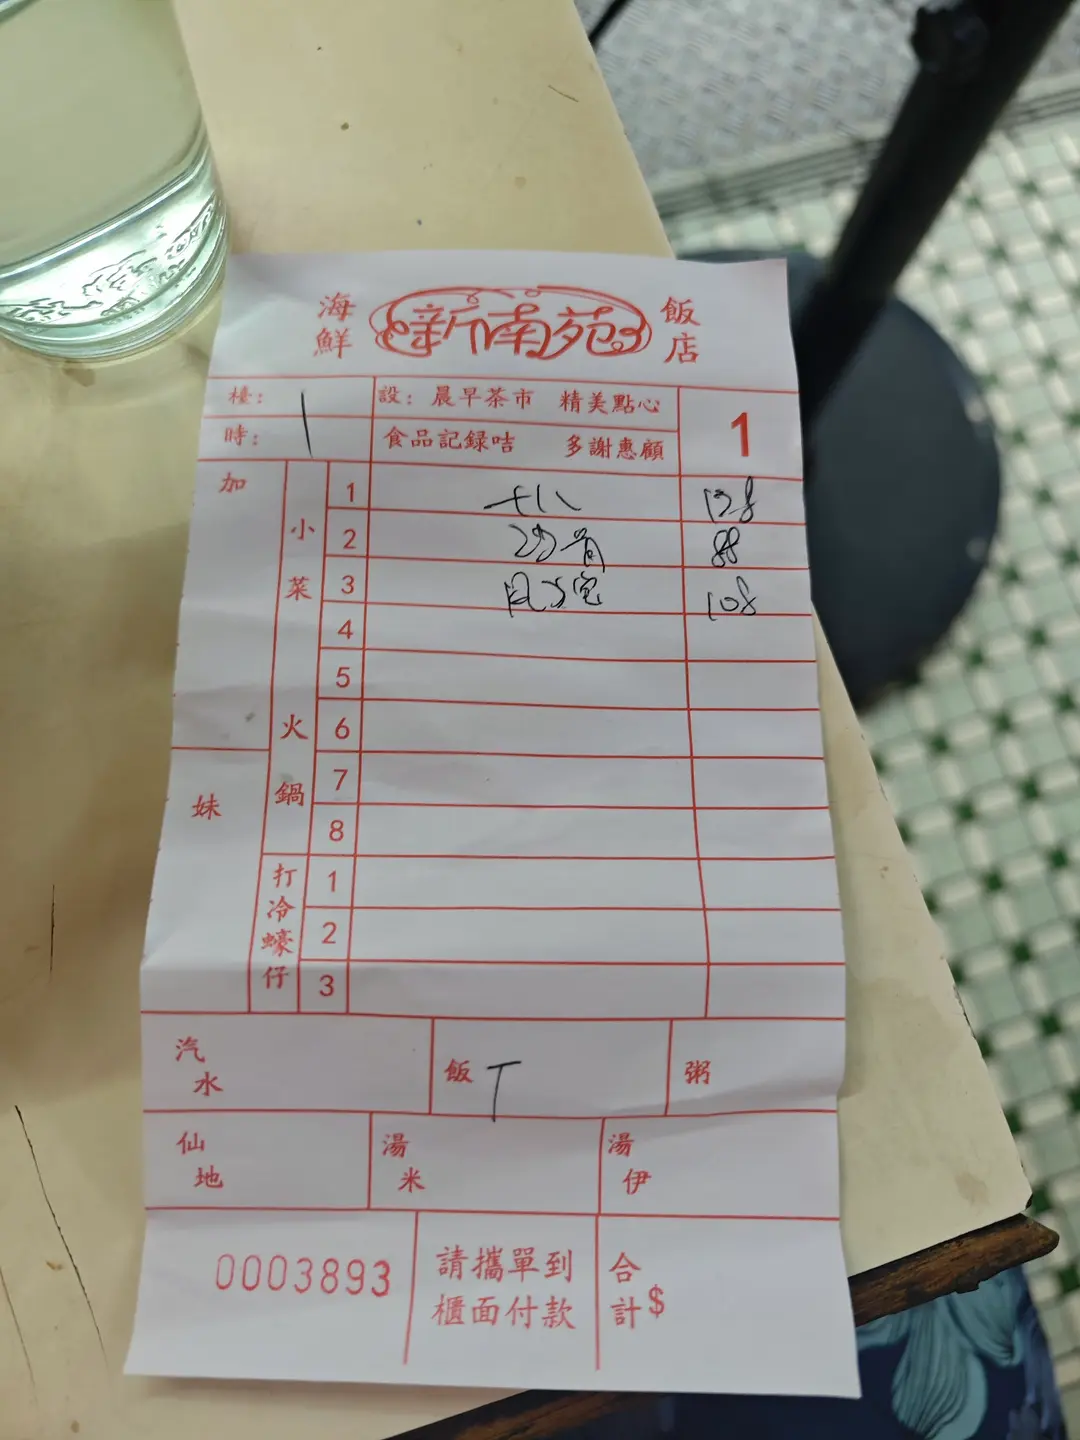 海鮮 新南苑 飯店
檯：
時：
設：晨早茶市 精美點心
食品記録咭 多謝惠顧
1
加
妹
小菜 火鍋
1 138
2 88
3 108
4
5
6
7
8
打冷蠔仔
1
2
3
汽水
飯
粥
仙地
湯米
湯伊
0003893
請攜單到
櫃面付款
合計 $